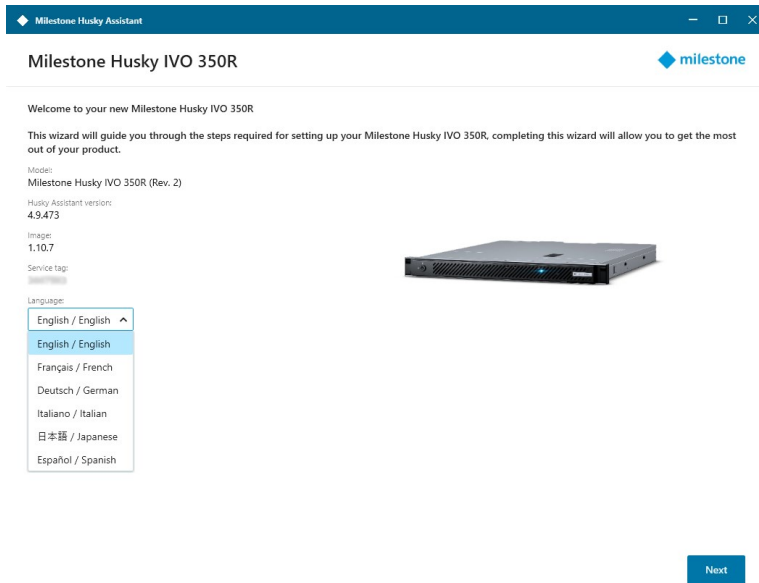 Milestone Husky Assistant
Milestone Husky IVO 350R
milestone
Welcome to your new Milestone Husky IVO 350R
This wizard will guide you through the steps required for setting up your Milestone Husky IVO 350R, completing this wizard will allow you to get the most
out of your product.
Model:
Milestone Husky IVO 350R (Rev. 2)
Husky Assistant version:
4.9.473
Image:
1.10.7
Service tag:
Language:
English / English
English / English
Français / French
Deutsch / German
Italiano / Italian
日本語 / Japanese
Español / Spanish
Next